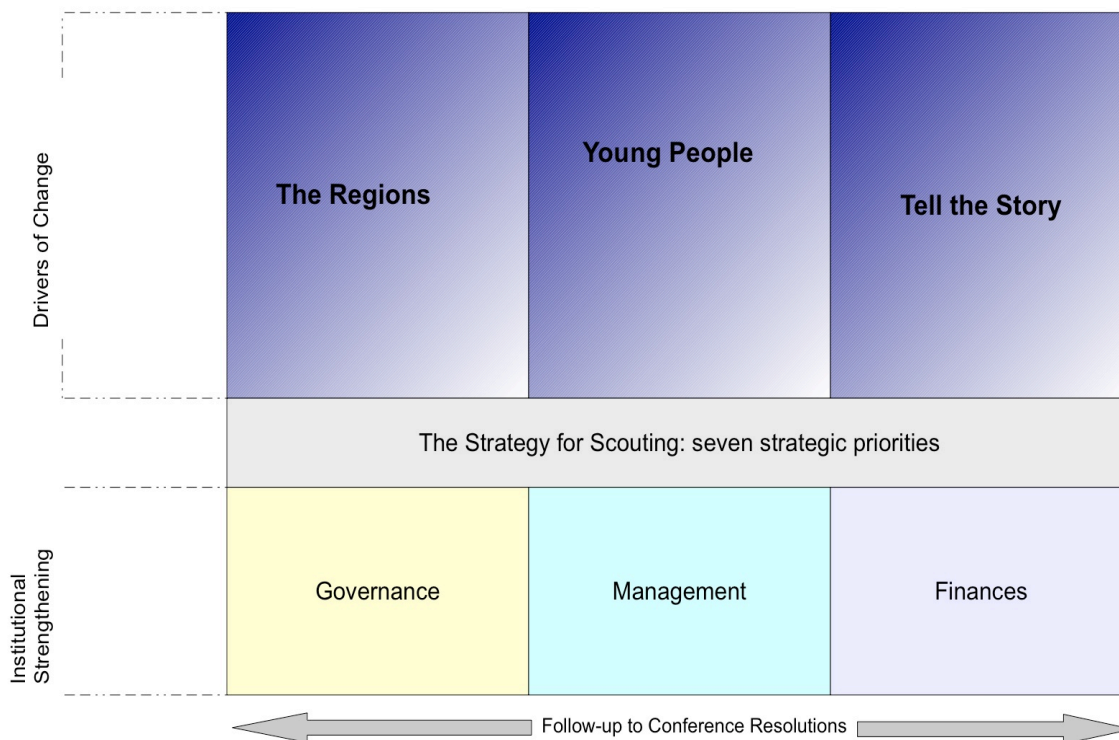 Drivers of Change
The Regions
Young People
Tell the Story
The Strategy for Scouting: seven strategic priorities
Institutional
Strengthening
Governance
Management
Finances
Follow-up to Conference Resolutions